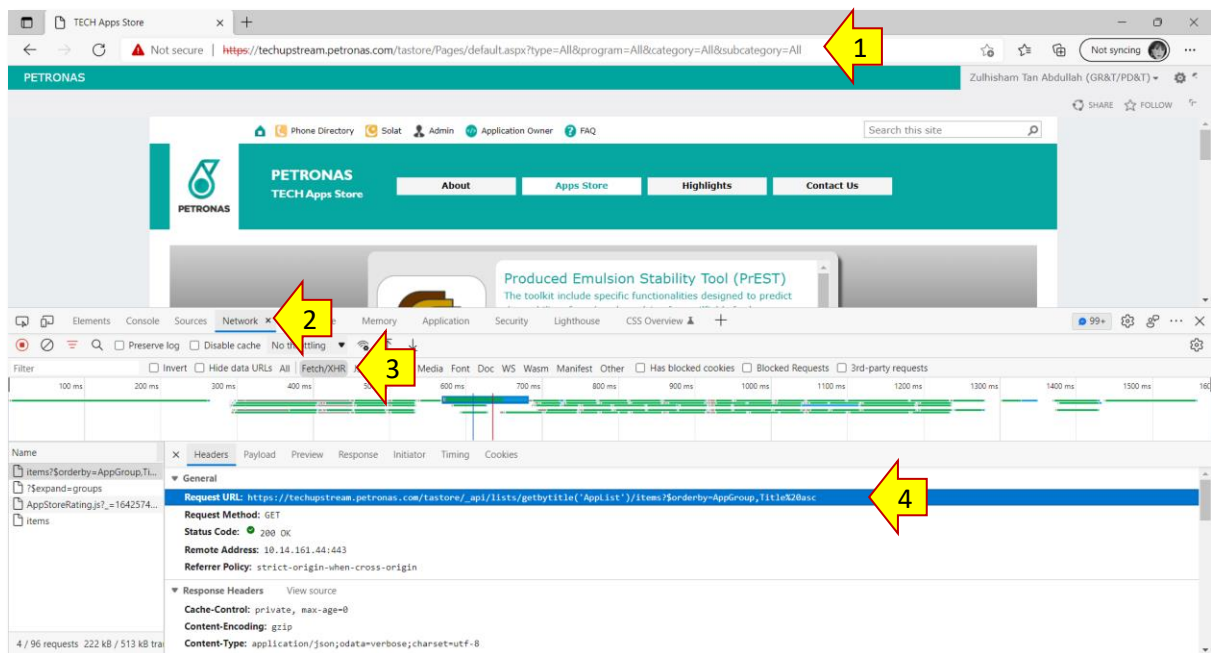 TECH Apps Store
Not secure | https://techupstream.petronas.com/tastore/Pages/default.aspx?type=All&program=All&category=All&subcategory=All
1
Not syncing
PETRONAS
Zulhisham Tan Abdullah (GR&T/PD&T)
SHARE FOLLOW
Phone Directory Solat Admin Application Owner FAQ
Search this site
PETRONAS
TECH Apps Store
About Apps Store Highlights Contact Us
PETRONAS
Produced Emulsion Stability Tool (PrEST)
The toolkit include specific functionalities designed to predict
Elements Console Sources Network 2 Memory Application Security Lighthouse CSS Overview 99+
Preserve log Disable cache No throttling
Filter Invert Hide data URLs All Fetch/XHR 3 Media Font Doc WS Wasm Manifest Other Has blocked cookies Blocked Requests 3rd-party requests
100 ms 200 ms 300 ms 400 ms 600 ms 700 ms 800 ms 900 ms 1000 ms 1100 ms 1200 ms 1300 ms 1400 ms 1500 ms
Name
Headers Payload Preview Response Initiator Timing Cookies
items?$orderby=AppGroup,Ti...
?$expand=groups
AppStoreRating.js?_=1642574...
items
General
Request URL: https://techupstream.petronas.com/tastore/_api/lists/getbytitle('AppList')/items?$orderby=AppGroup,Title%20asc
4
Request Method: GET
Status Code: 200 OK
Remote Address: 10.14.161.44:443
Referrer Policy: strict-origin-when-cross-origin
Response Headers View source
Cache-Control: private, max-age=0
Content-Encoding: gzip
Content-Type: application/json;odata=verbose;charset=utf-8
4 / 96 requests 222 kB / 513 kB